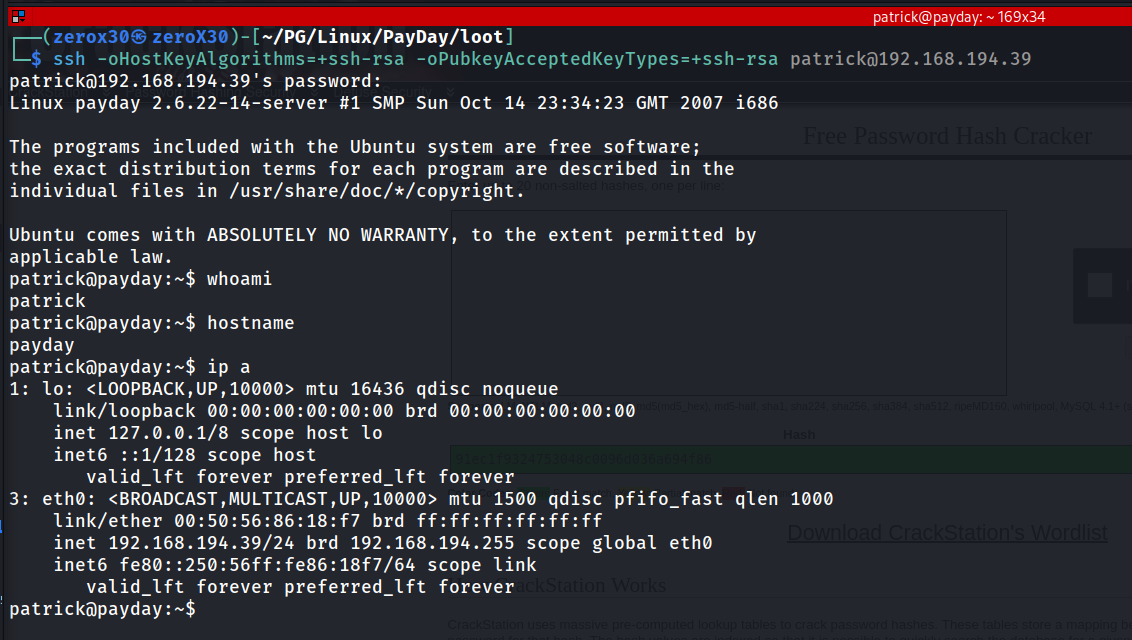 patrick@payday: ~ 169x34
(zerox30㉿zeroX30)-[~/PG/Linux/PayDay/loot]
$ ssh -oHostKeyAlgorithms=+ssh-rsa -oPubkeyAcceptedKeyTypes=+ssh-rsa patrick@192.168.194.39
patrick@192.168.194.39's password:
Linux payday 2.6.22-14-server #1 SMP Sun Oct 14 23:34:23 GMT 2007 i686
Free Password Hash Cracker
The programs included with the Ubuntu system are free software;
the exact distribution terms for each program are described in the
individual files in /usr/share/doc/*/copyright.
20 non-salted hashes, one per line
Ubuntu comes with ABSOLUTELY NO WARRANTY, to the extent permitted by
applicable law.
patrick@payday:~$ whoami
patrick
patrick@payday:~$ hostname
payday
patrick@payday:~$ ip a
1: lo: <LOOPBACK,UP,10000> mtu 16436 qdisc noqueue
link/loopback 00:00:00:00:00:00 brd 00:00:00:00:00:00
inet 127.0.0.1/8 scope host lo
Hash
inet6 ::1/128 scope host
valid_lft forever preferred_lft forever
3: eth0: <BROADCAST,MULTICAST,UP,10000> mtu 1500 qdisc pfifo_fast qlen 1000
link/ether 00:50:56:86:18:f7 brd ff:ff:ff:ff:ff:ff
Download CrackStation's Wordlist
inet 192.168.194.39/24 brd 192.168.194.255 scope global eth0
inet6 fe80::250:56ff:fe86:18f7/64 scope link
valid_lft forever preferred_lft forever
Works
patrick@payday:~$
CrackStation uses massive pre-computed lookup tables to crack password hashes. These tables store a mapping